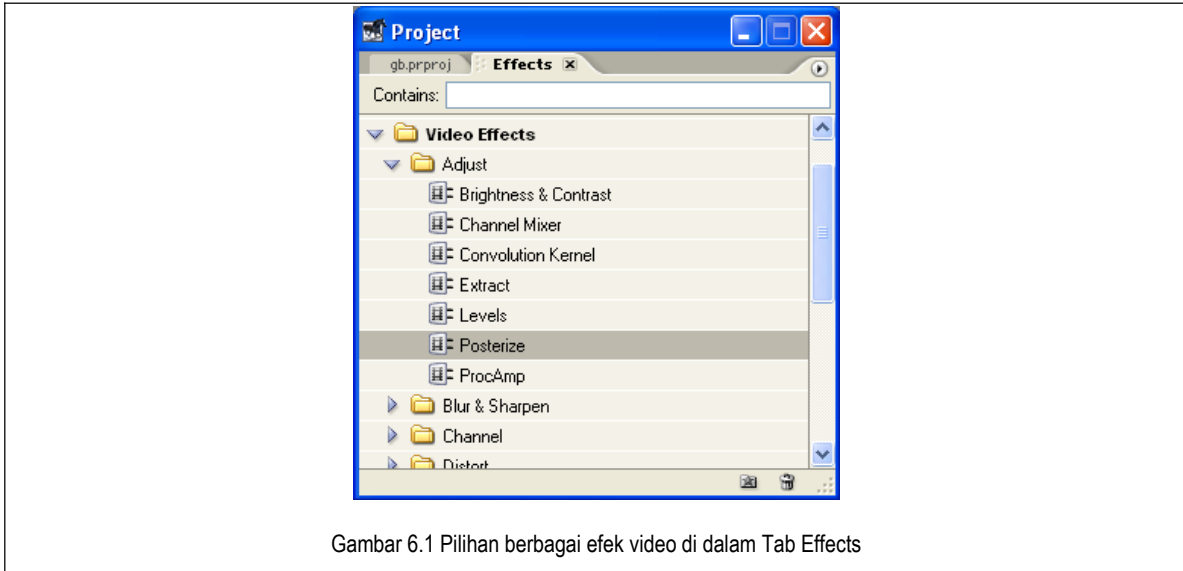 Project
gb.prproj Effects
Contains:
Video Effects
Adjust
Brightness & Contrast
Channel Mixer
Convolution Kernel
Extract
Levels
Posterize
ProcAmp
Blur & Sharpen
Channel
Distort
Gambar 6.1 Pilihan berbagai efek video di dalam Tab Effects